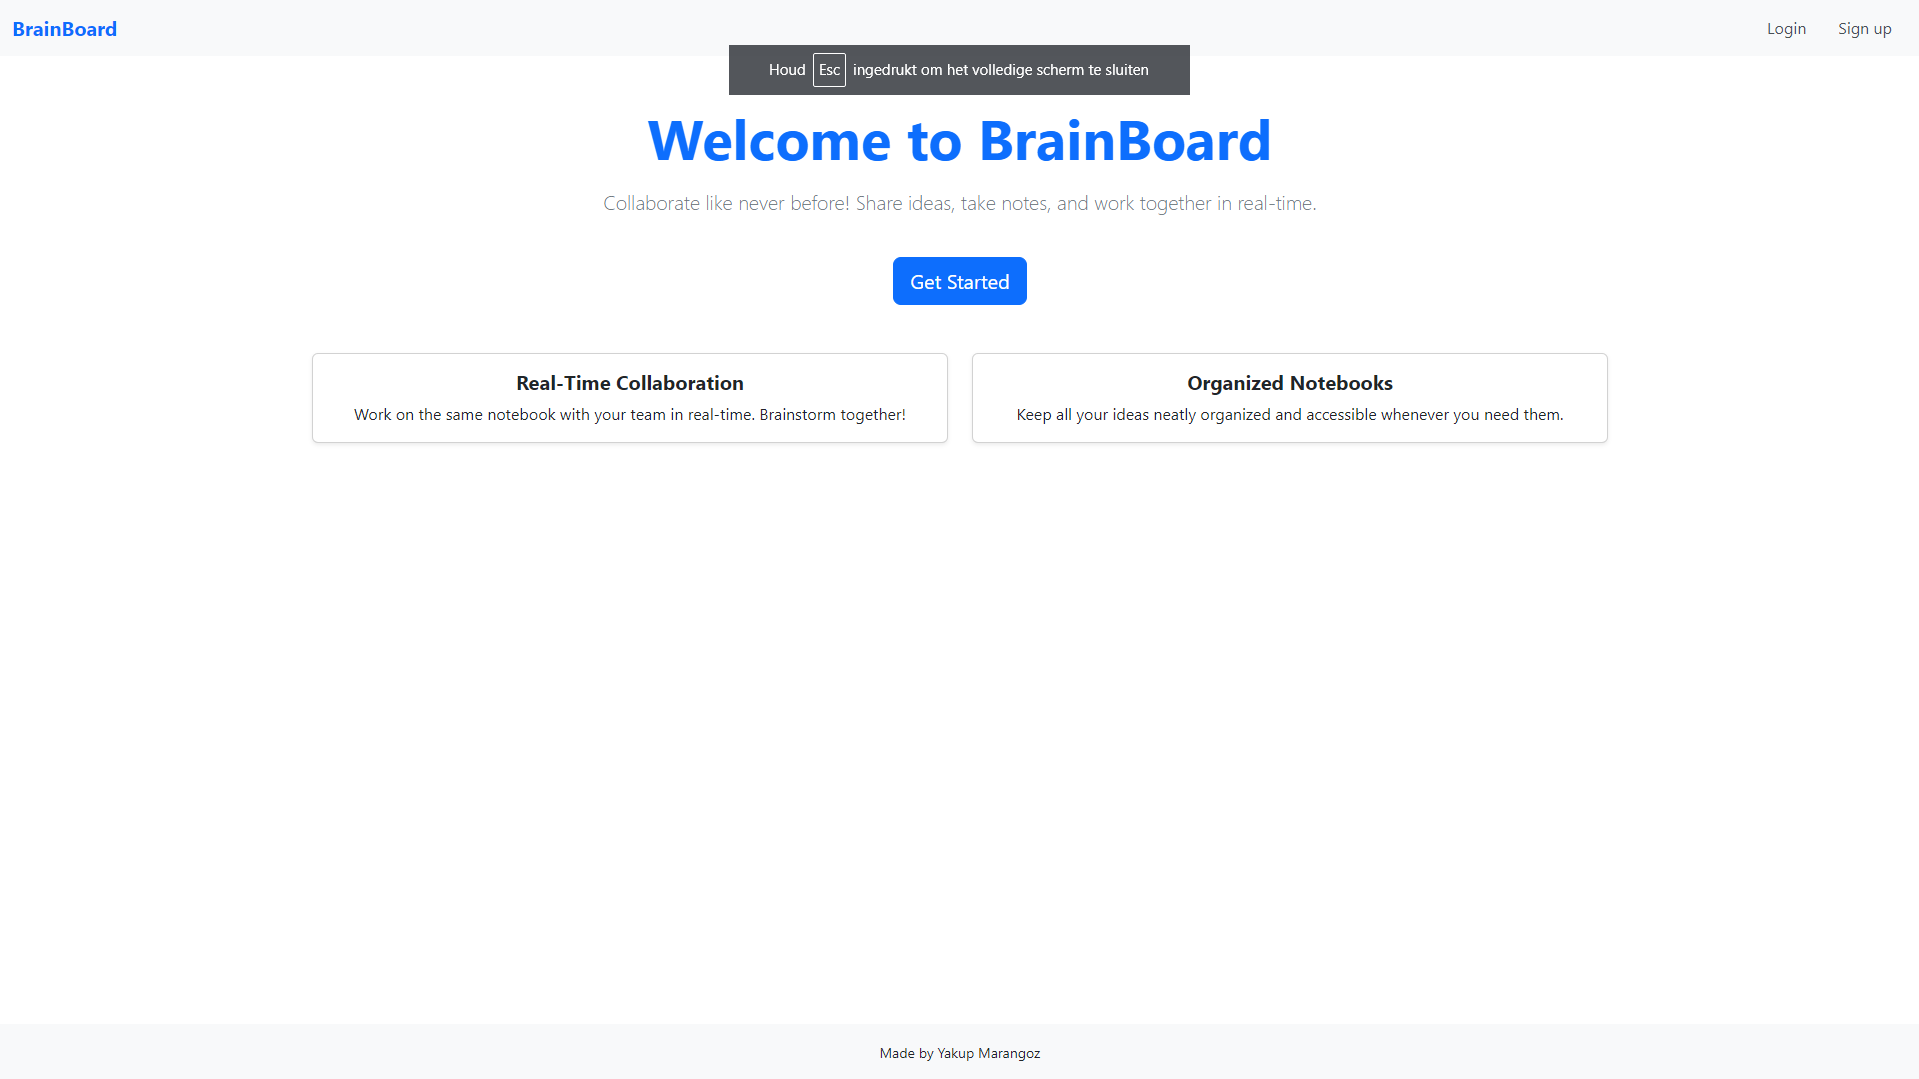 BrainBoard
Login
Sign up
Houd Esc ingedrukt om het volledige scherm te sluiten
Welcome to BrainBoard
Collaborate like never before! Share ideas, take notes, and work together in real-time.
Get Started
Real-Time Collaboration
Work on the same notebook with your team in real-time. Brainstorm together!
Organized Notebooks
Keep all your ideas neatly organized and accessible whenever you need them.
Made by Yakup Marangoz